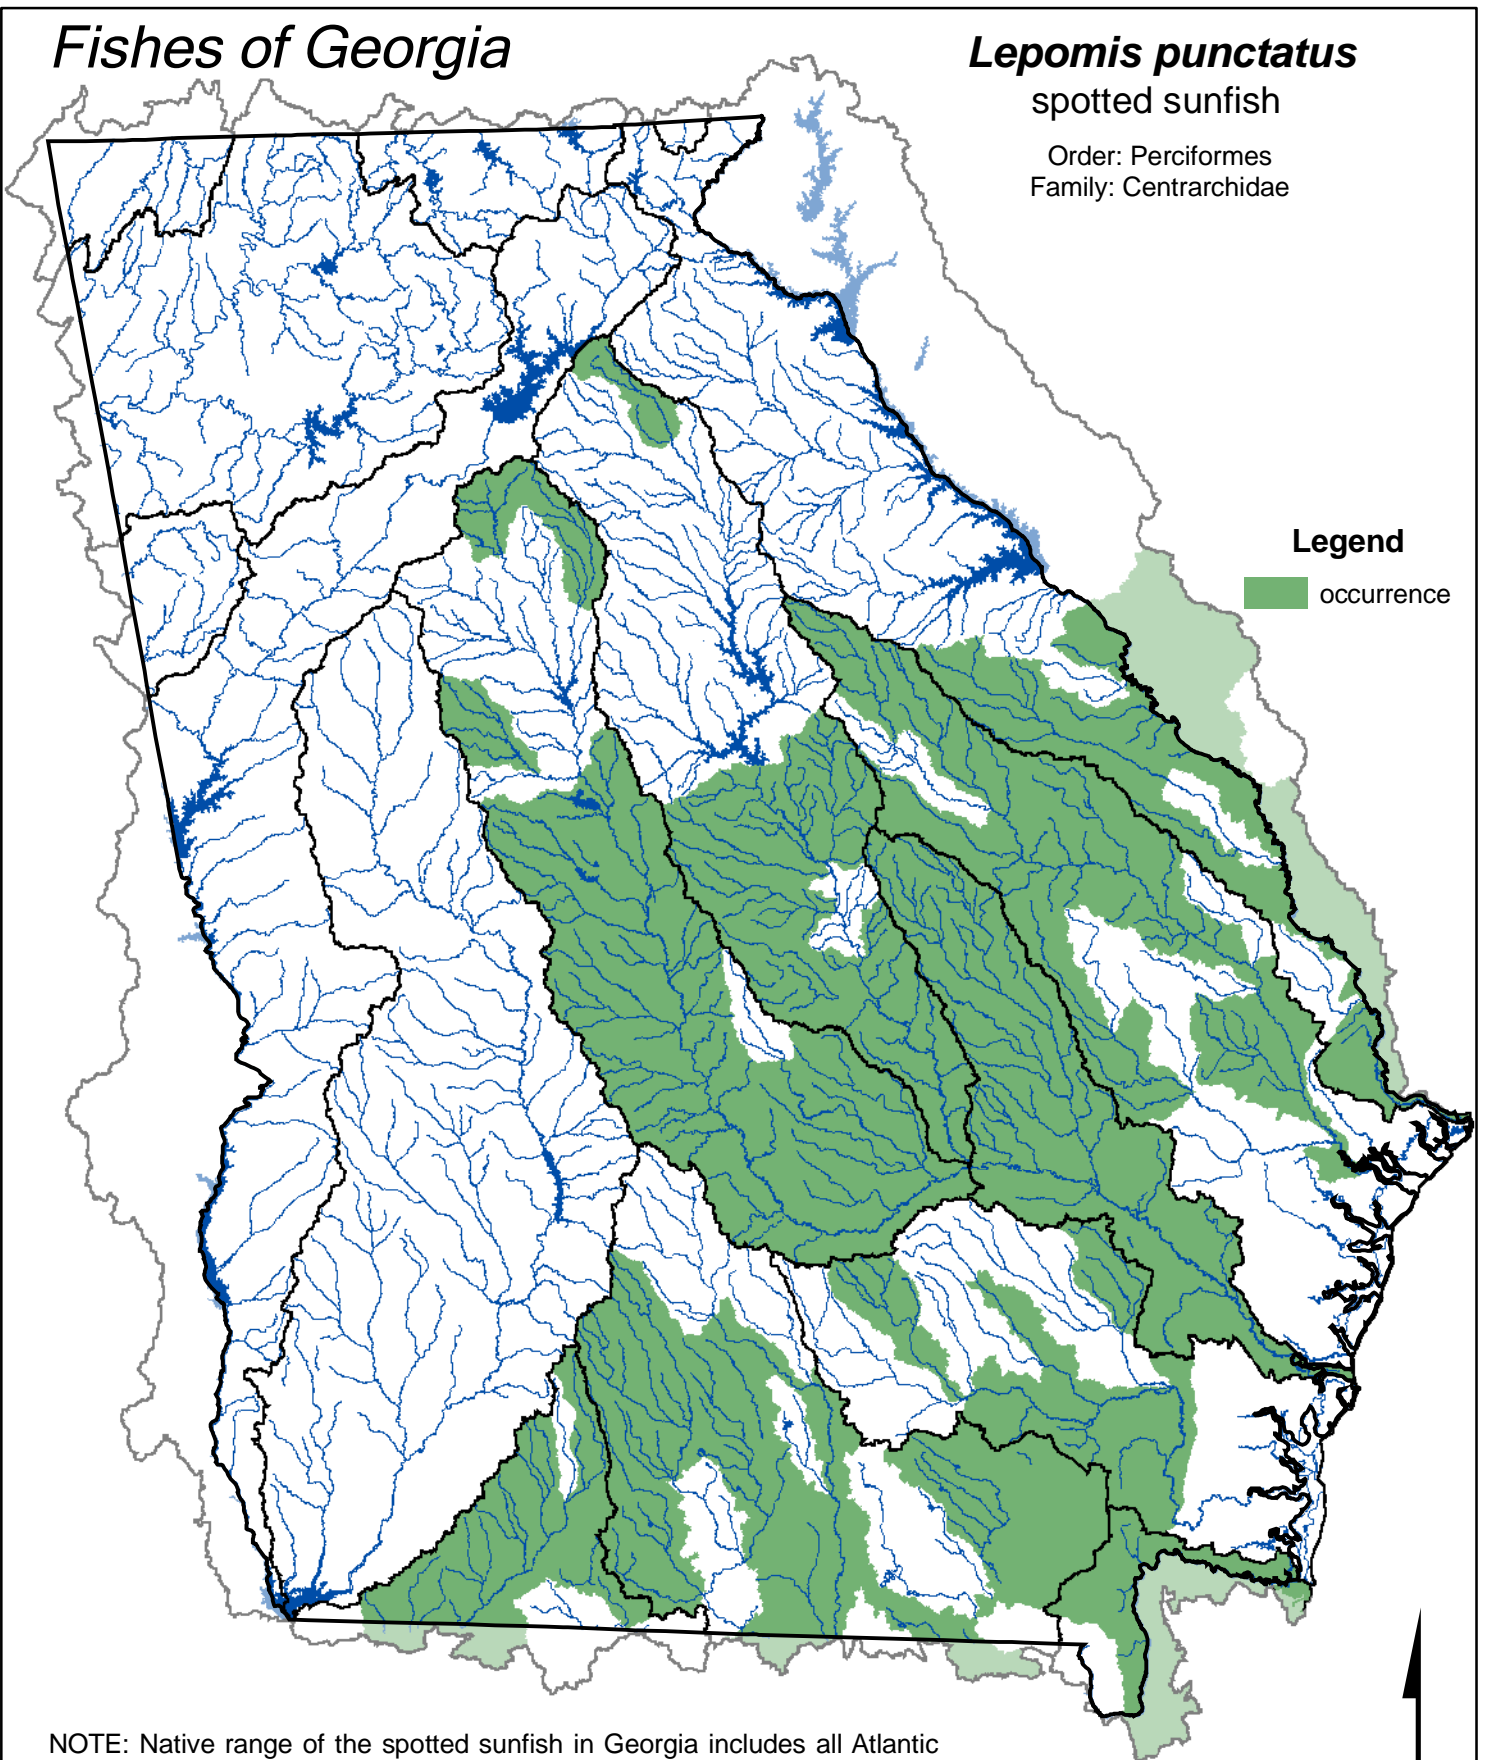 Fishes of Georgia
Lepomis punctatus
spotted sunfish
Order: Perciformes
Family: Centrarchidae
Legend
occurrence
NOTE: Native range of the spotted sunfish in Georgia includes all Atlantic